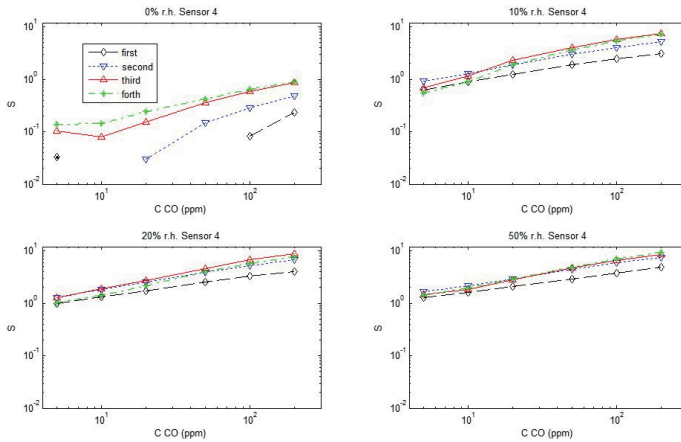 0% r.h. Sensor 4
10¹
10⁰
10⁻¹
10⁻²
S
first
second
third
forth
10¹
10²
C CO (ppm)
10% r.h. Sensor 4
10¹
10⁰
10⁻¹
10⁻²
S
10¹
10²
C CO (ppm)
20% r.h. Sensor 4
10¹
10⁰
10⁻¹
10⁻²
S
10¹
10²
C CO (ppm)
50% r.h. Sensor 4
10¹
10⁰
10⁻¹
10⁻²
S
10¹
10²
C CO (ppm)